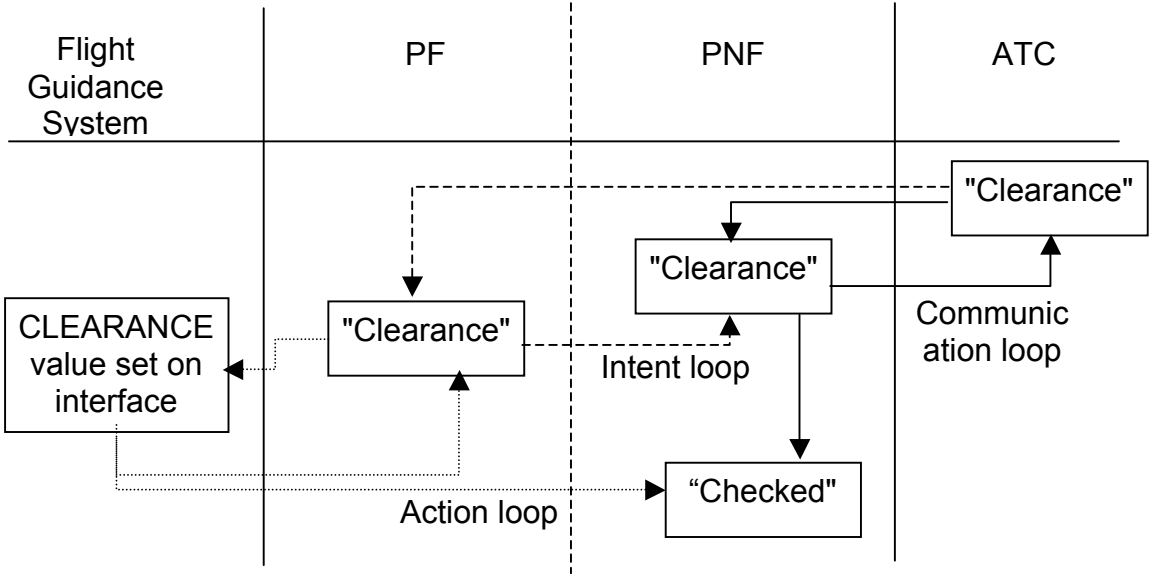 Flight
Guidance
System
PF
PNF
ATC
"Clearance"
"Clearance"
"Clearance"
CLEARANCE
value set on
interface
Communic
ation loop
Intent loop
“Checked"
Action loop